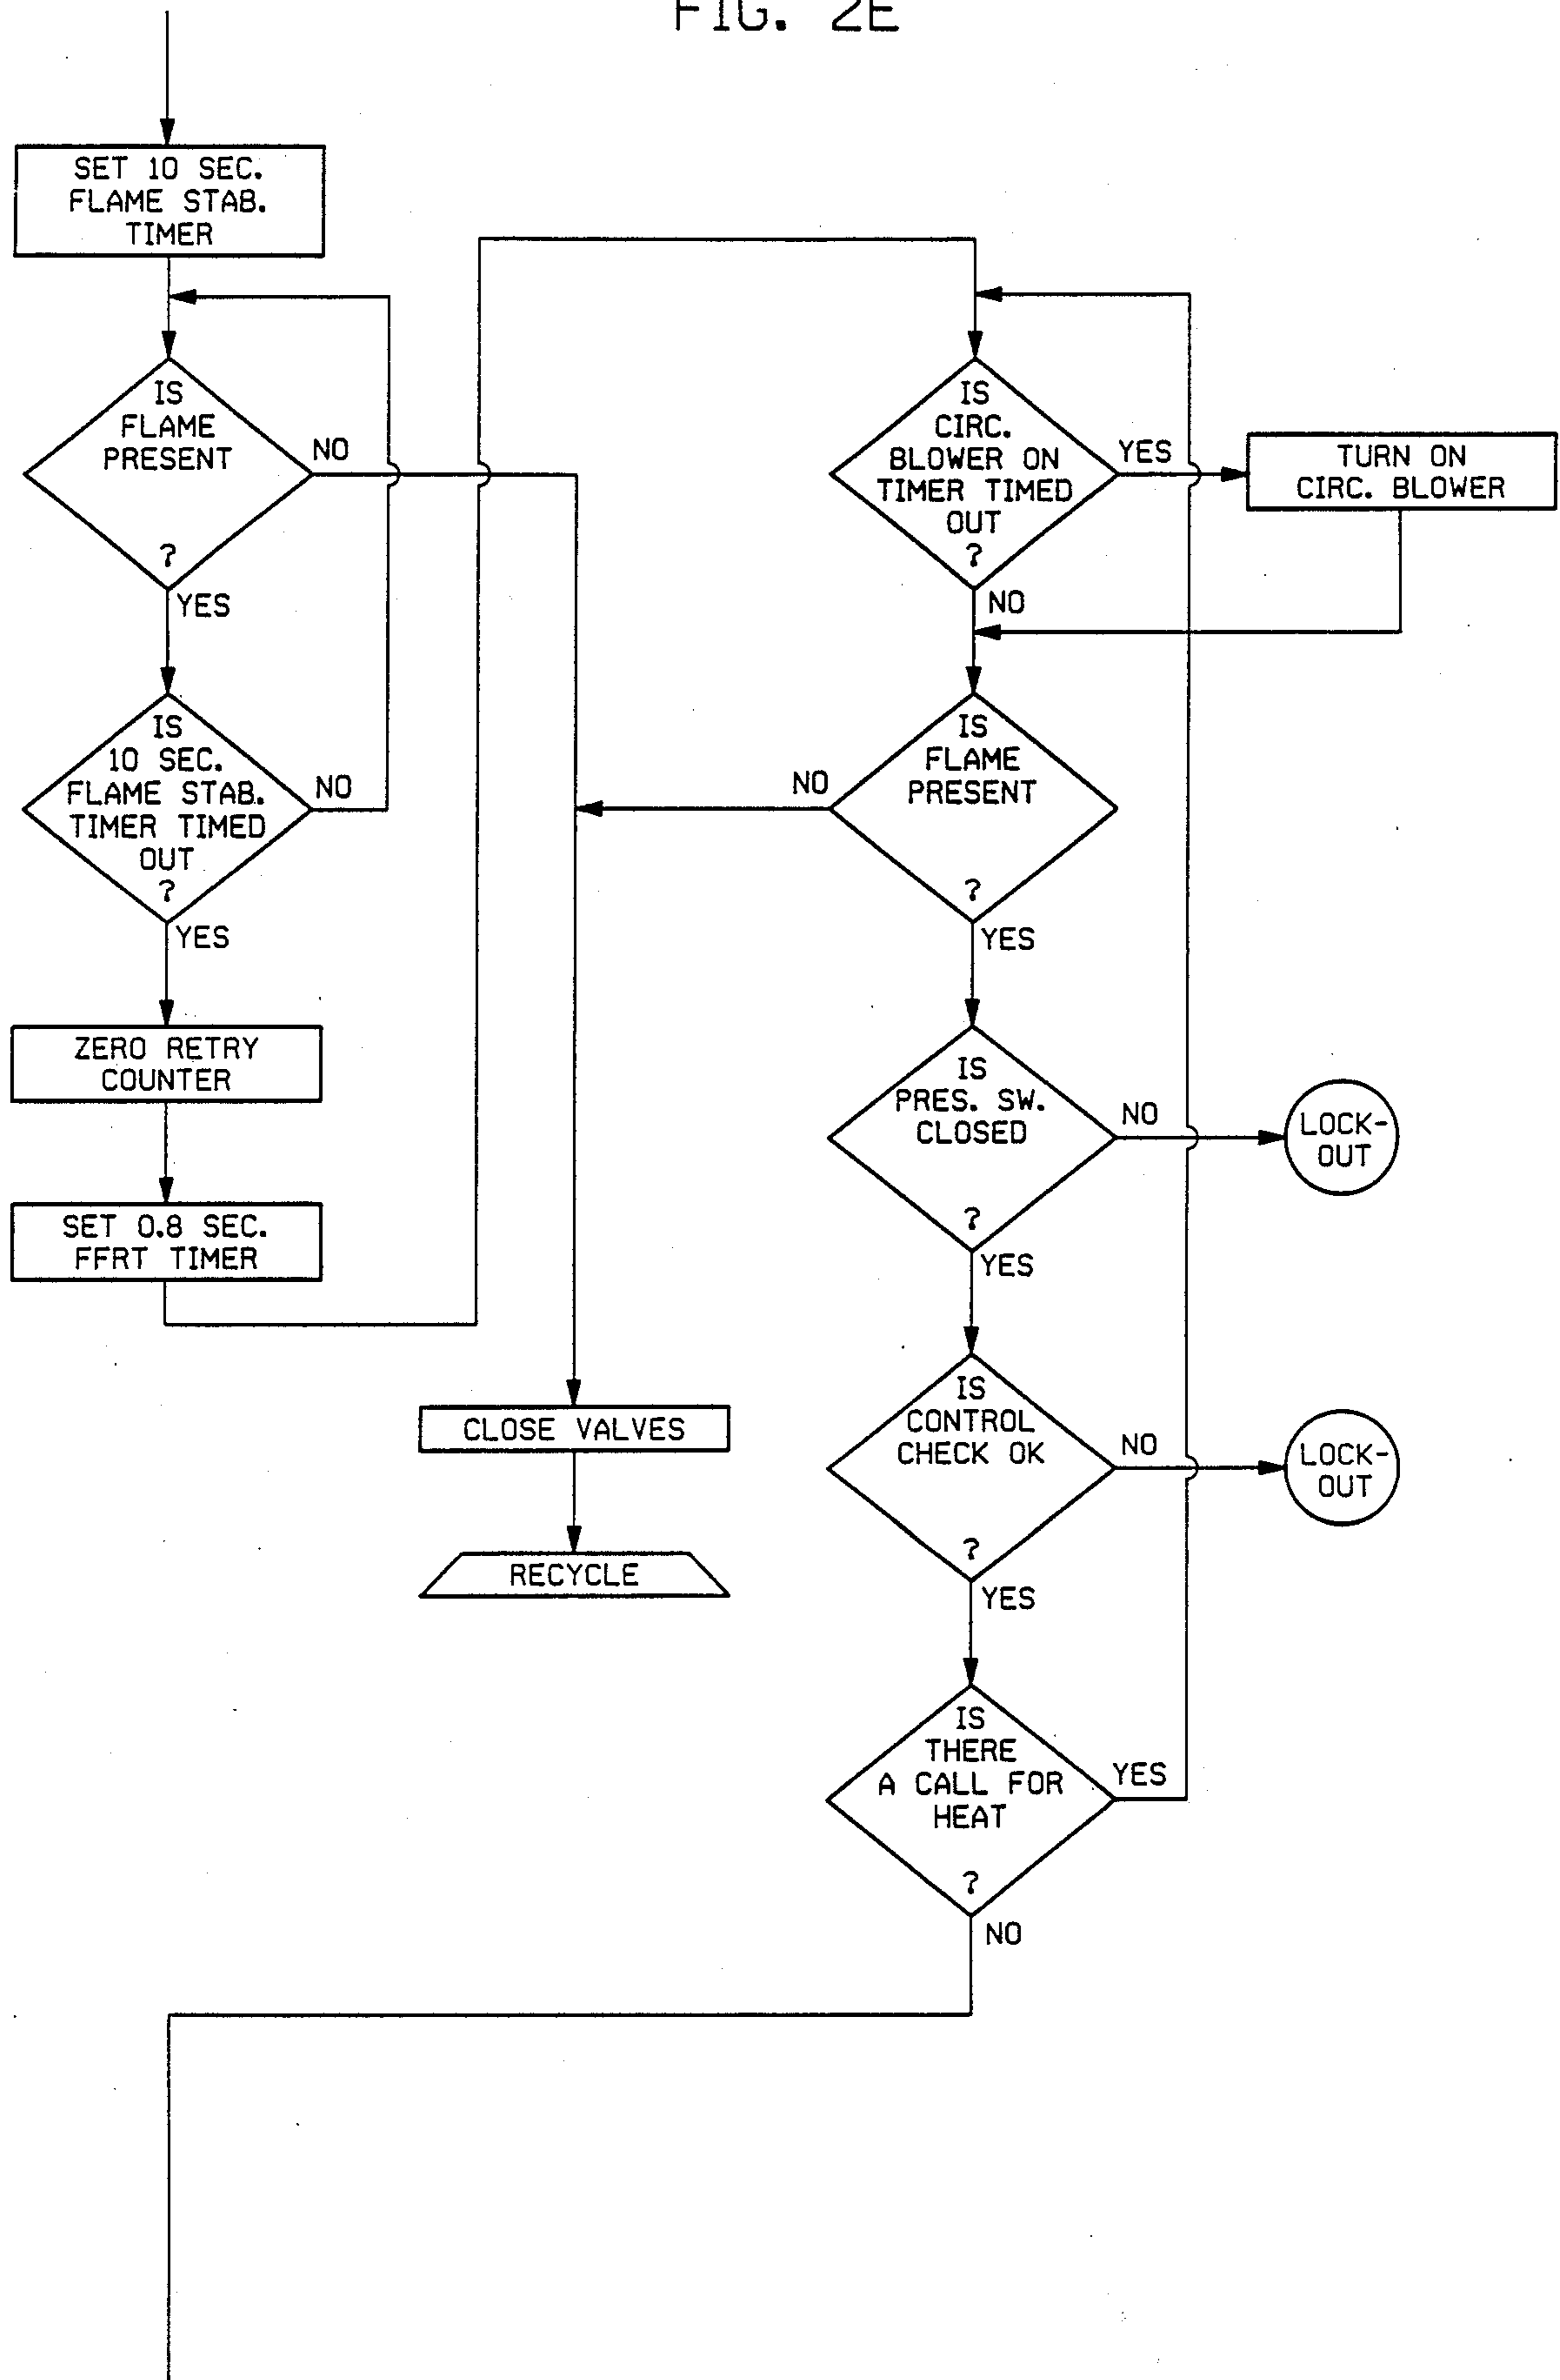 FIG. 2E
SET 10 SEC.
FLAME STAB.
TIMER
IS
FLAME
PRESENT
?
NO
YES
IS
10 SEC.
FLAME STAB.
TIMER TIMED
OUT
?
NO
YES
ZERO RETRY
COUNTER
SET 0.8 SEC.
FFRT TIMER
CLOSE VALVES
RECYCLE
IS
CIRC.
BLOWER ON
TIMER TIMED
OUT
?
YES
NO
TURN ON
CIRC. BLOWER
IS
FLAME
PRESENT
?
NO
YES
IS
PRES. SW.
CLOSED
?
NO
YES
LOCK-
OUT
IS
CONTROL
CHECK OK
?
NO
YES
LOCK-
OUT
IS
THERE
A CALL FOR
HEAT
?
YES
NO